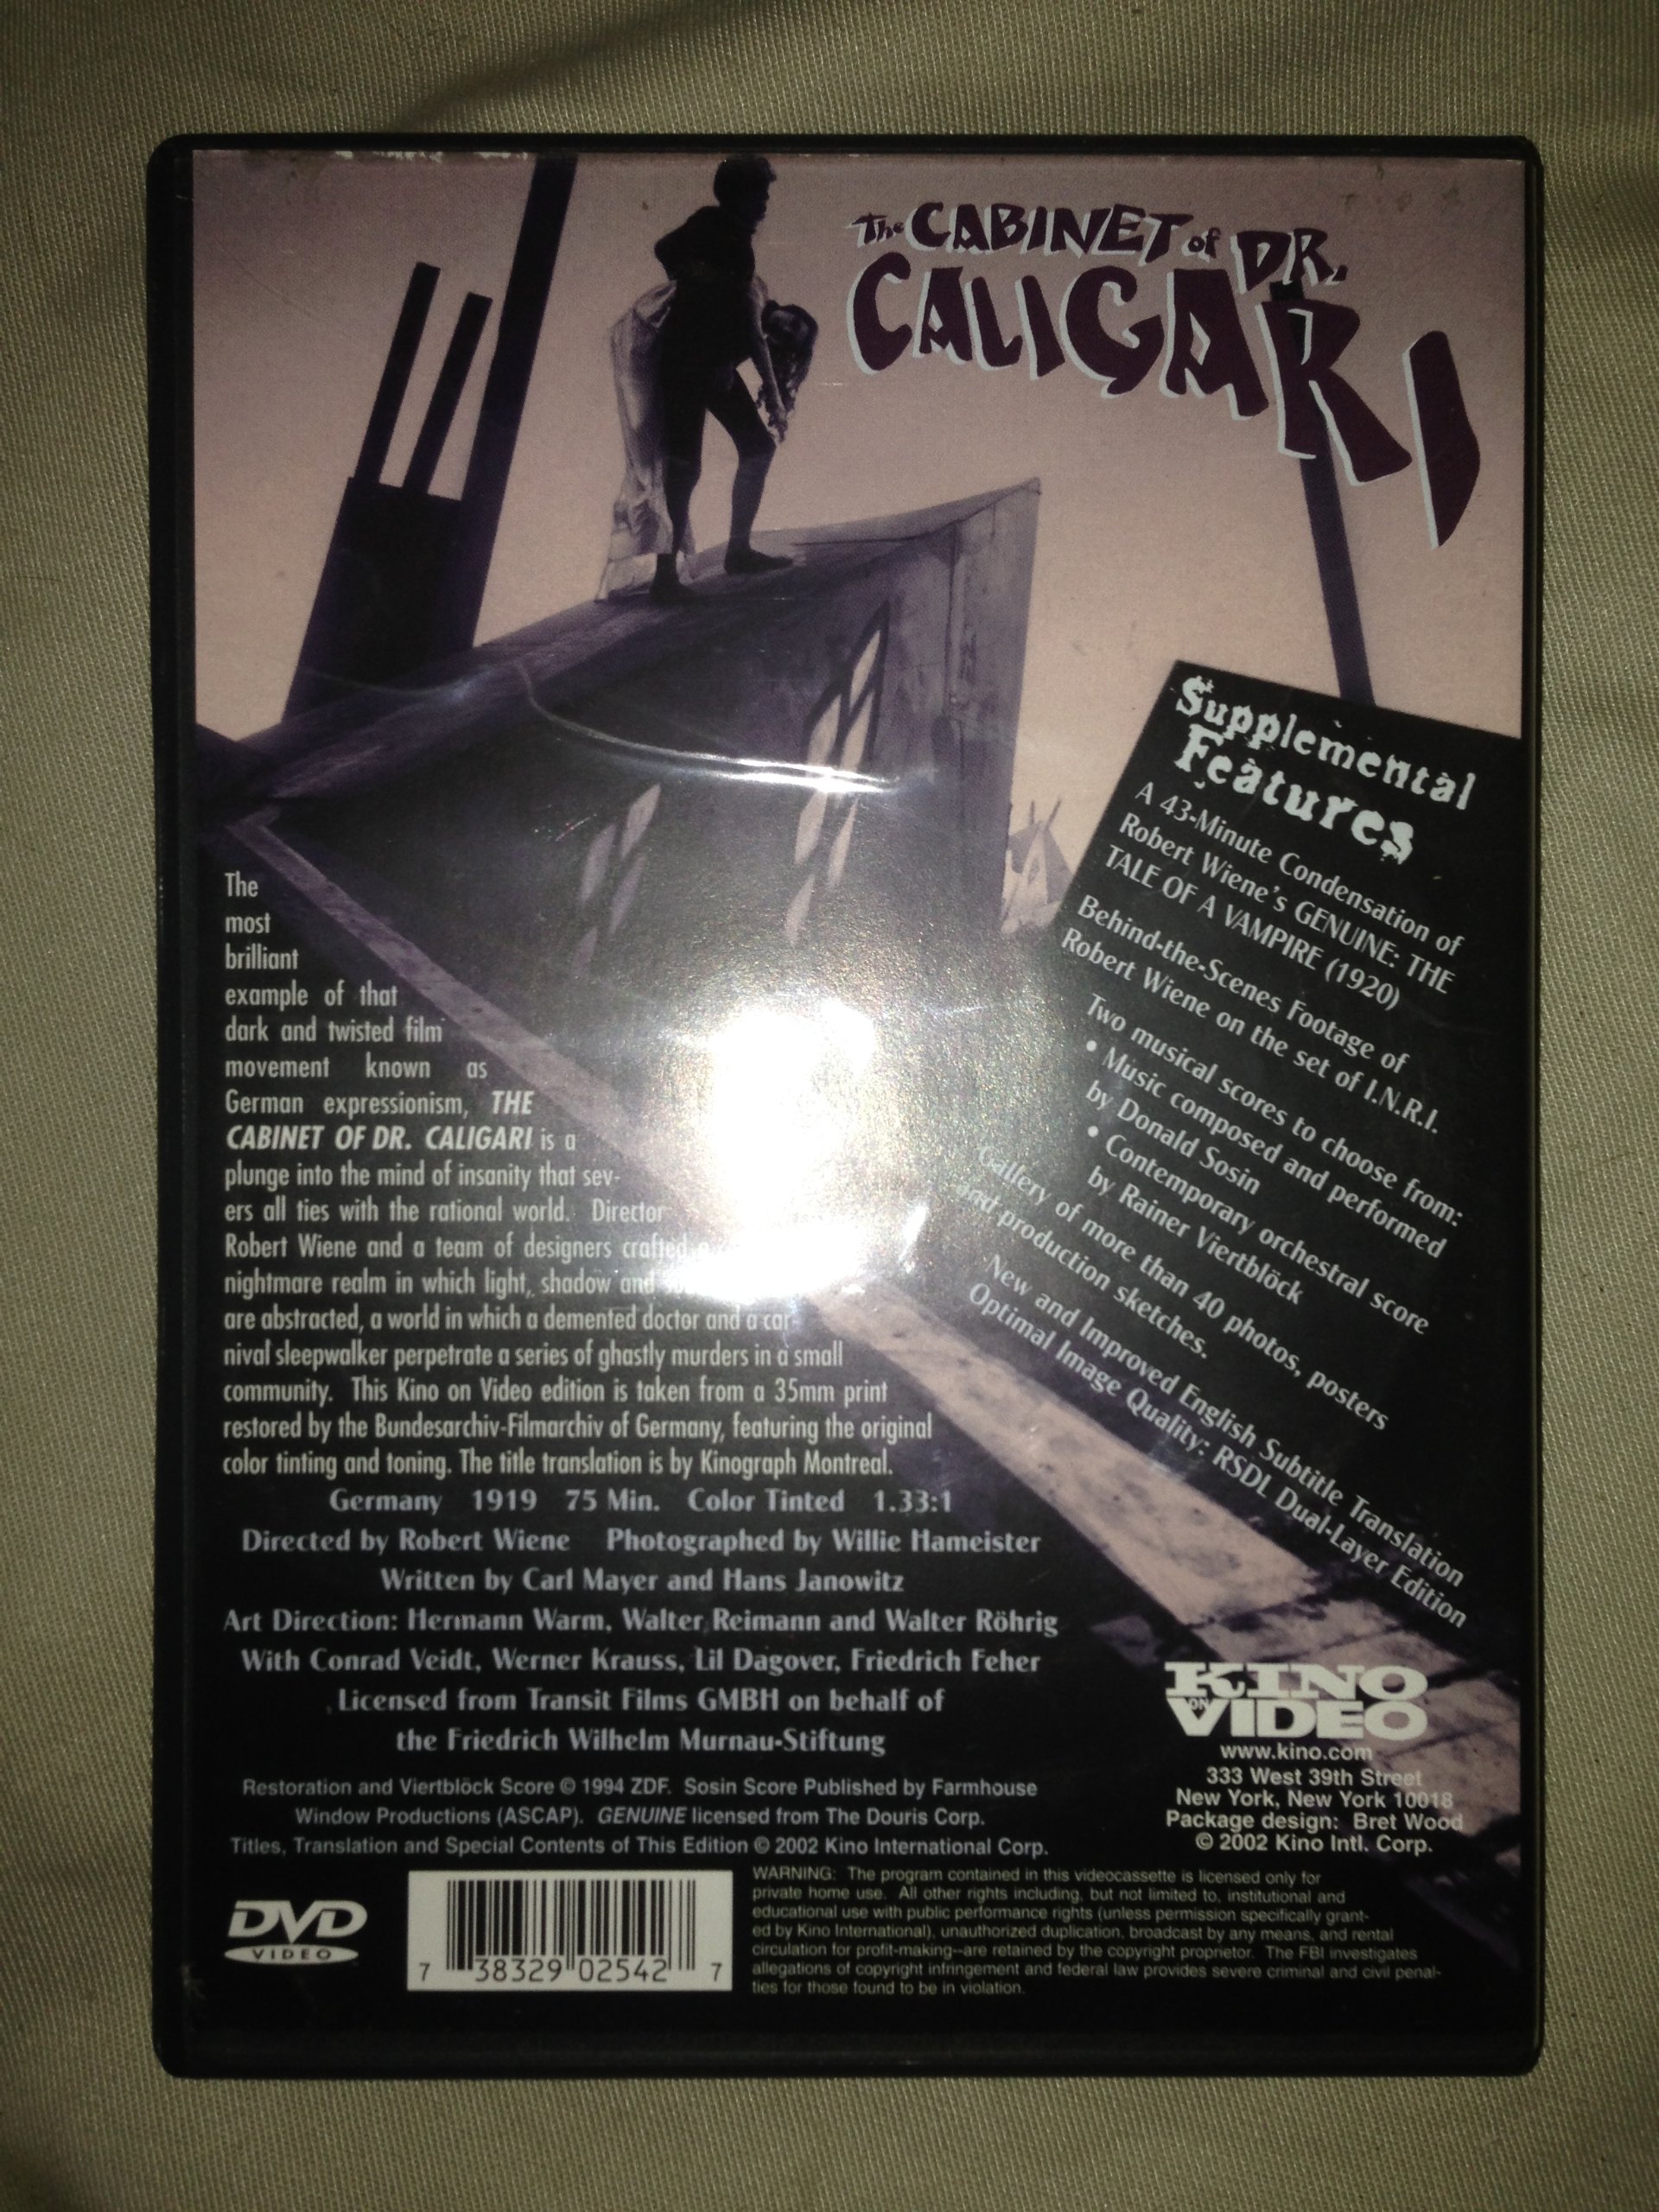 The CABINET of DR.
CALIGARI
Supplemental
Features
A 43-Minute Condensation of
Robert Wiene's GENUINE: THE
TALE OF A VAMPIRE (1920)
Behind-the-Scenes Footage of
Robert Wiene on the set of I.N.R.I.
Two musical scores to choose from:
• Music composed and performed
by Donald Sosin
• Contemporary orchestral score
by Rainer Viertblöck
Gallery of more than 40 photos, posters
and production sketches.
New and Improved English Subtitle Translation
Optimal Image Quality: RSDL Dual-Layer Edition
The
most
brilliant
example of that
dark and twisted film
movement known as
German expressionism, THE
CABINET OF DR. CALIGARI is a
plunge into the mind of insanity that sev-
ers all ties with the rational world. Director
Robert Wiene and a team of designers crafted
nightmare realm in which light, shadow and
are abstracted, a world in which a demented doctor and a car-
nival sleepwalker perpetrate a series of ghastly murders in a small
community. This Kino on Video edition is taken from a 35mm print
restored by the Bundesarchiv-Filmarchiv of Germany, featuring the original
color tinting and toning. The title translation is by Kinograph Montreal.
Germany 1919 75 Min. Color Tinted 1.33:1
Directed by Robert Wiene Photographed by Willie Hameister
Written by Carl Mayer and Hans Janowitz
Art Direction: Hermann Warm, Walter Reimann and Walter Röhrig
With Conrad Veidt, Werner Krauss, Lil Dagover, Friedrich Feher
Licensed from Transit Films GMBH on behalf of
the Friedrich Wilhelm Murnau-Stiftung
Restoration and Viertblöck Score © 1994 ZDF. Sosin Score Published by Farmhouse
Window Productions (ASCAP). GENUINE licensed from The Douris Corp.
Titles, Translation and Special Contents of This Edition © 2002 Kino International Corp.
KINO
ON
VIDEO
www.kino.com
333 West 39th Street
New York, New York 10018
Package design: Bret Wood
© 2002 Kino Intl. Corp.
DVD
VIDEO
7 38329 02542 7
WARNING: The program contained in this videocassette is licensed only for
private home use. All other rights including, but not limited to, institutional and
educational use with public performance rights (unless permission specifically grant-
ed by Kino International), unauthorized duplication, broadcast by any means, and rental
circulation for profit-making--are retained by the copyright proprietor. The FBI investigates
allegations of copyright infringement and federal law provides severe criminal and civil penal-
ties for those found to be in violation.